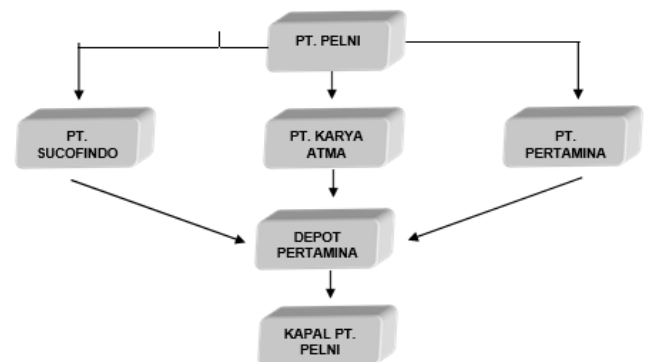 PT. PELNI
PT.
SUCOFINDO
PT. KARYA
ATMA
PT.
PERTAMINA
DEPOT
PERTAMINA
KAPAL PT.
PELNI